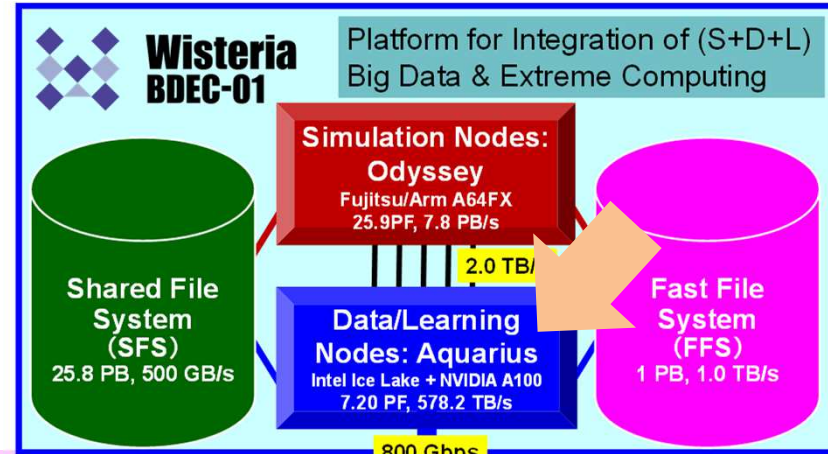 Wisteria
BDEC-01
Platform for Integration of (S+D+L)
Big Data & Extreme Computing
Simulation Nodes:
Odyssey
Fujitsu/Arm A64FX
25.9PF, 7.8 PB/s
2.0 TB/
Shared File
System
(SFS)
25.8 PB, 500 GB/s
Data/Learning
Nodes: Aquarius
Intel Ice Lake + NVIDIA A100
7.20 PF, 578.2 TB/s
Fast File
System
(FFS)
1 PB, 1.0 TB/s
800 Gbps